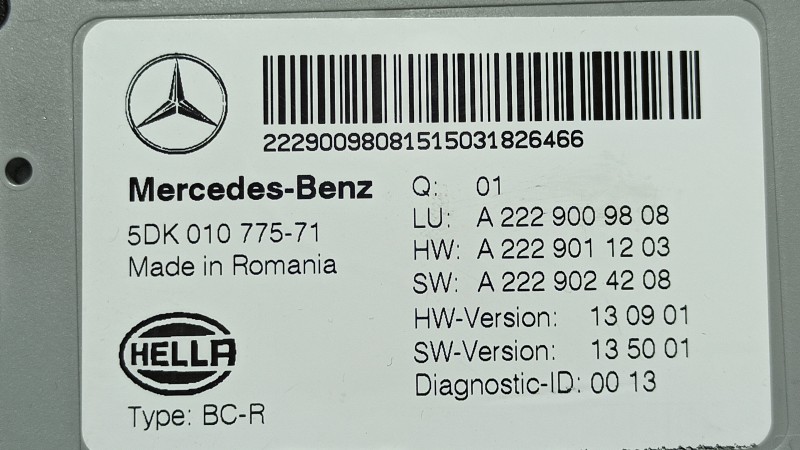 22290098081515031826466
Mercedes-Benz
5DK 010 775-71
Made in Romania
HELLA
Type: BC-R
Q: 01
LU: A 222 900 98 08
HW: A 222 901 12 03
SW: A 222 902 42 08
HW-Version: 13 09 01
SW-Version: 13 50 01
Diagnostic-ID: 00 13